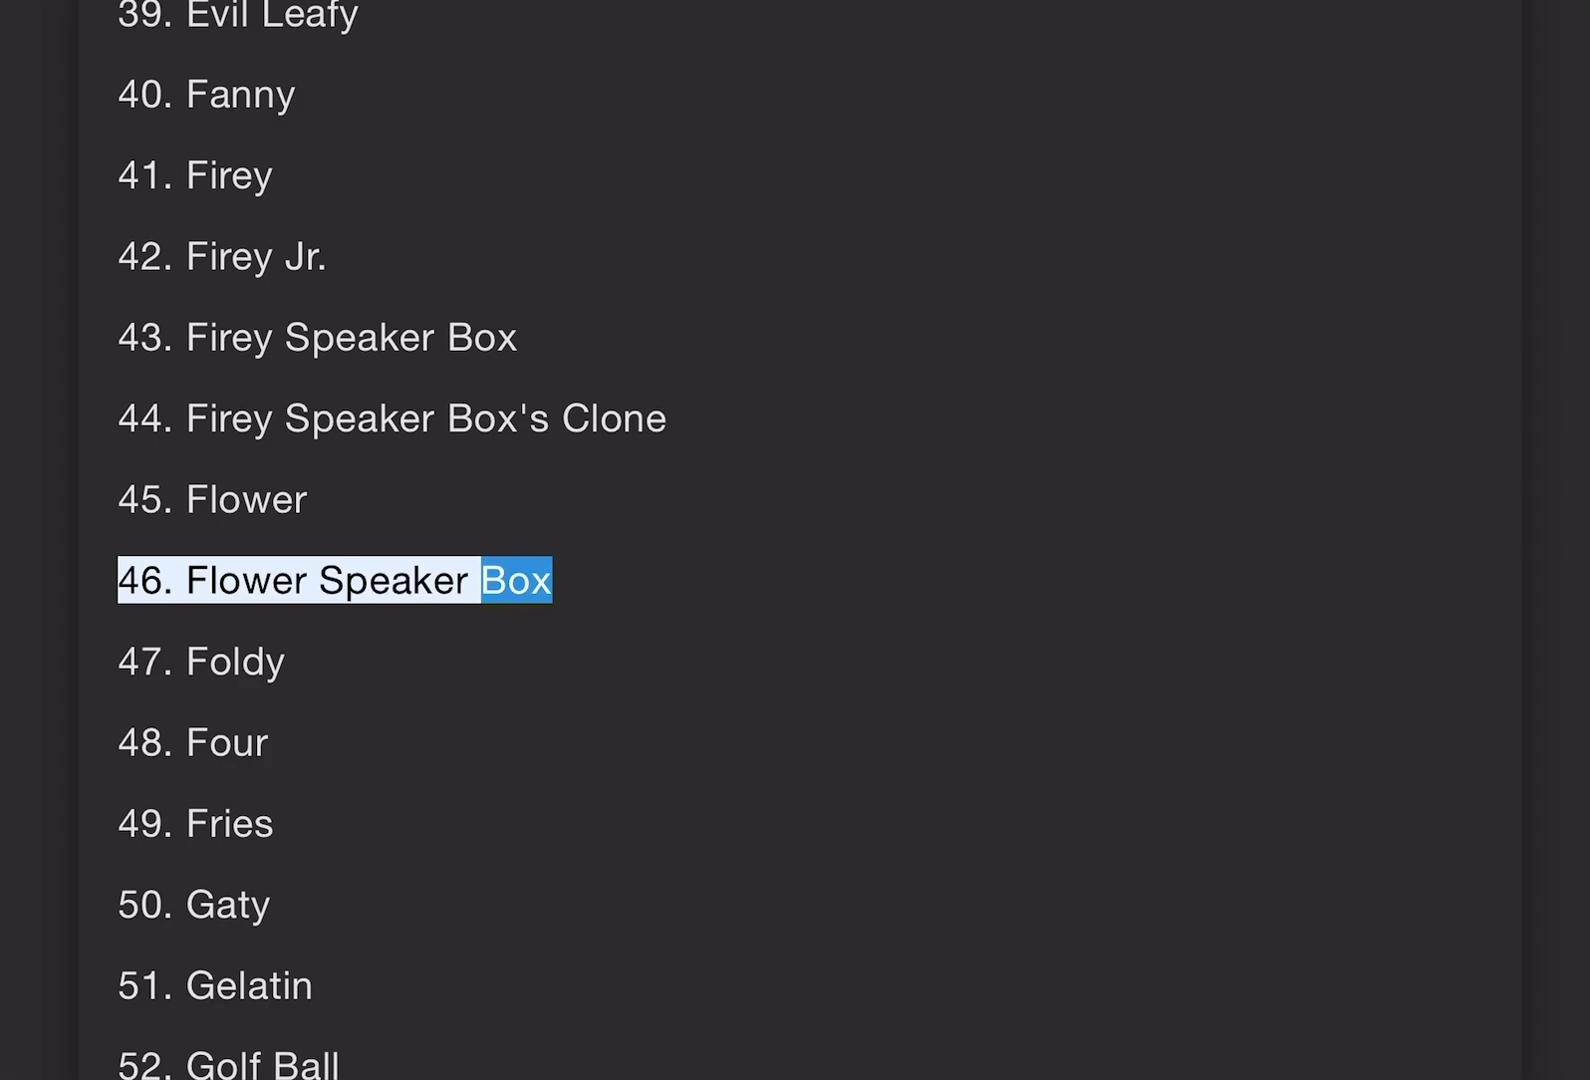 39. Evil Leafy
40. Fanny
41. Firey
42. Firey Jr.
43. Firey Speaker Box
44. Firey Speaker Box's Clone
45. Flower
46. Flower Speaker Box
47. Foldy
48. Four
49. Fries
50. Gaty
51. Gelatin
52. Golf Ball